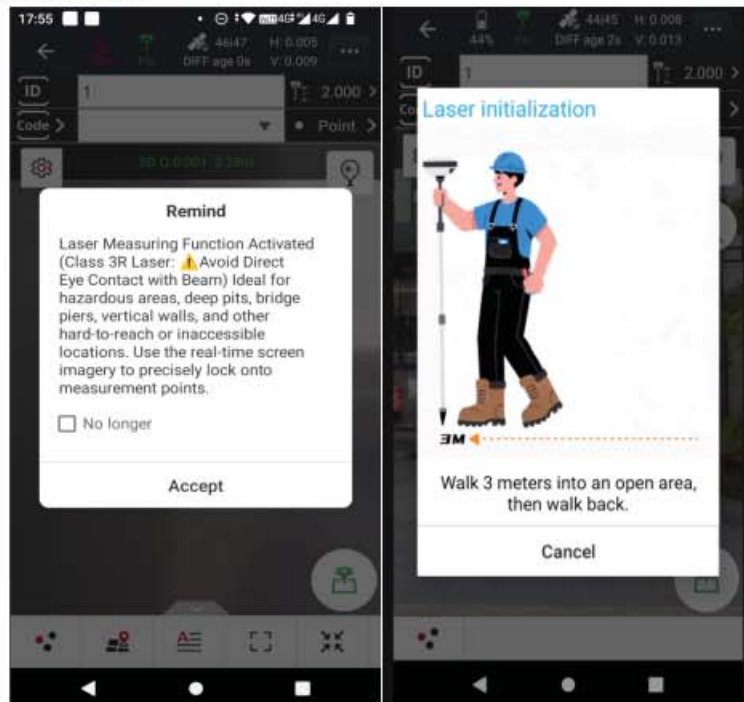 17:55
46|47
H:0.005
DIFF age 0s
V:0.009
ID
1
2.000 >
Code >
Point >
Remind
Laser Measuring Function Activated
(Class 3R Laser: ⚠Avoid Direct
Eye Contact with Beam) Ideal for
hazardous areas, deep pits, bridge
piers, vertical walls, and other
hard-to-reach or inaccessible
locations. Use the real-time screen
imagery to precisely lock onto
measurement points.
No longer
Accept
44%
44|45
H:0.008
DIFF age 2s
V:0.013
ID
1
2.000 >
Laser initialization
3M
Walk 3 meters into an open area,
then walk back.
Cancel